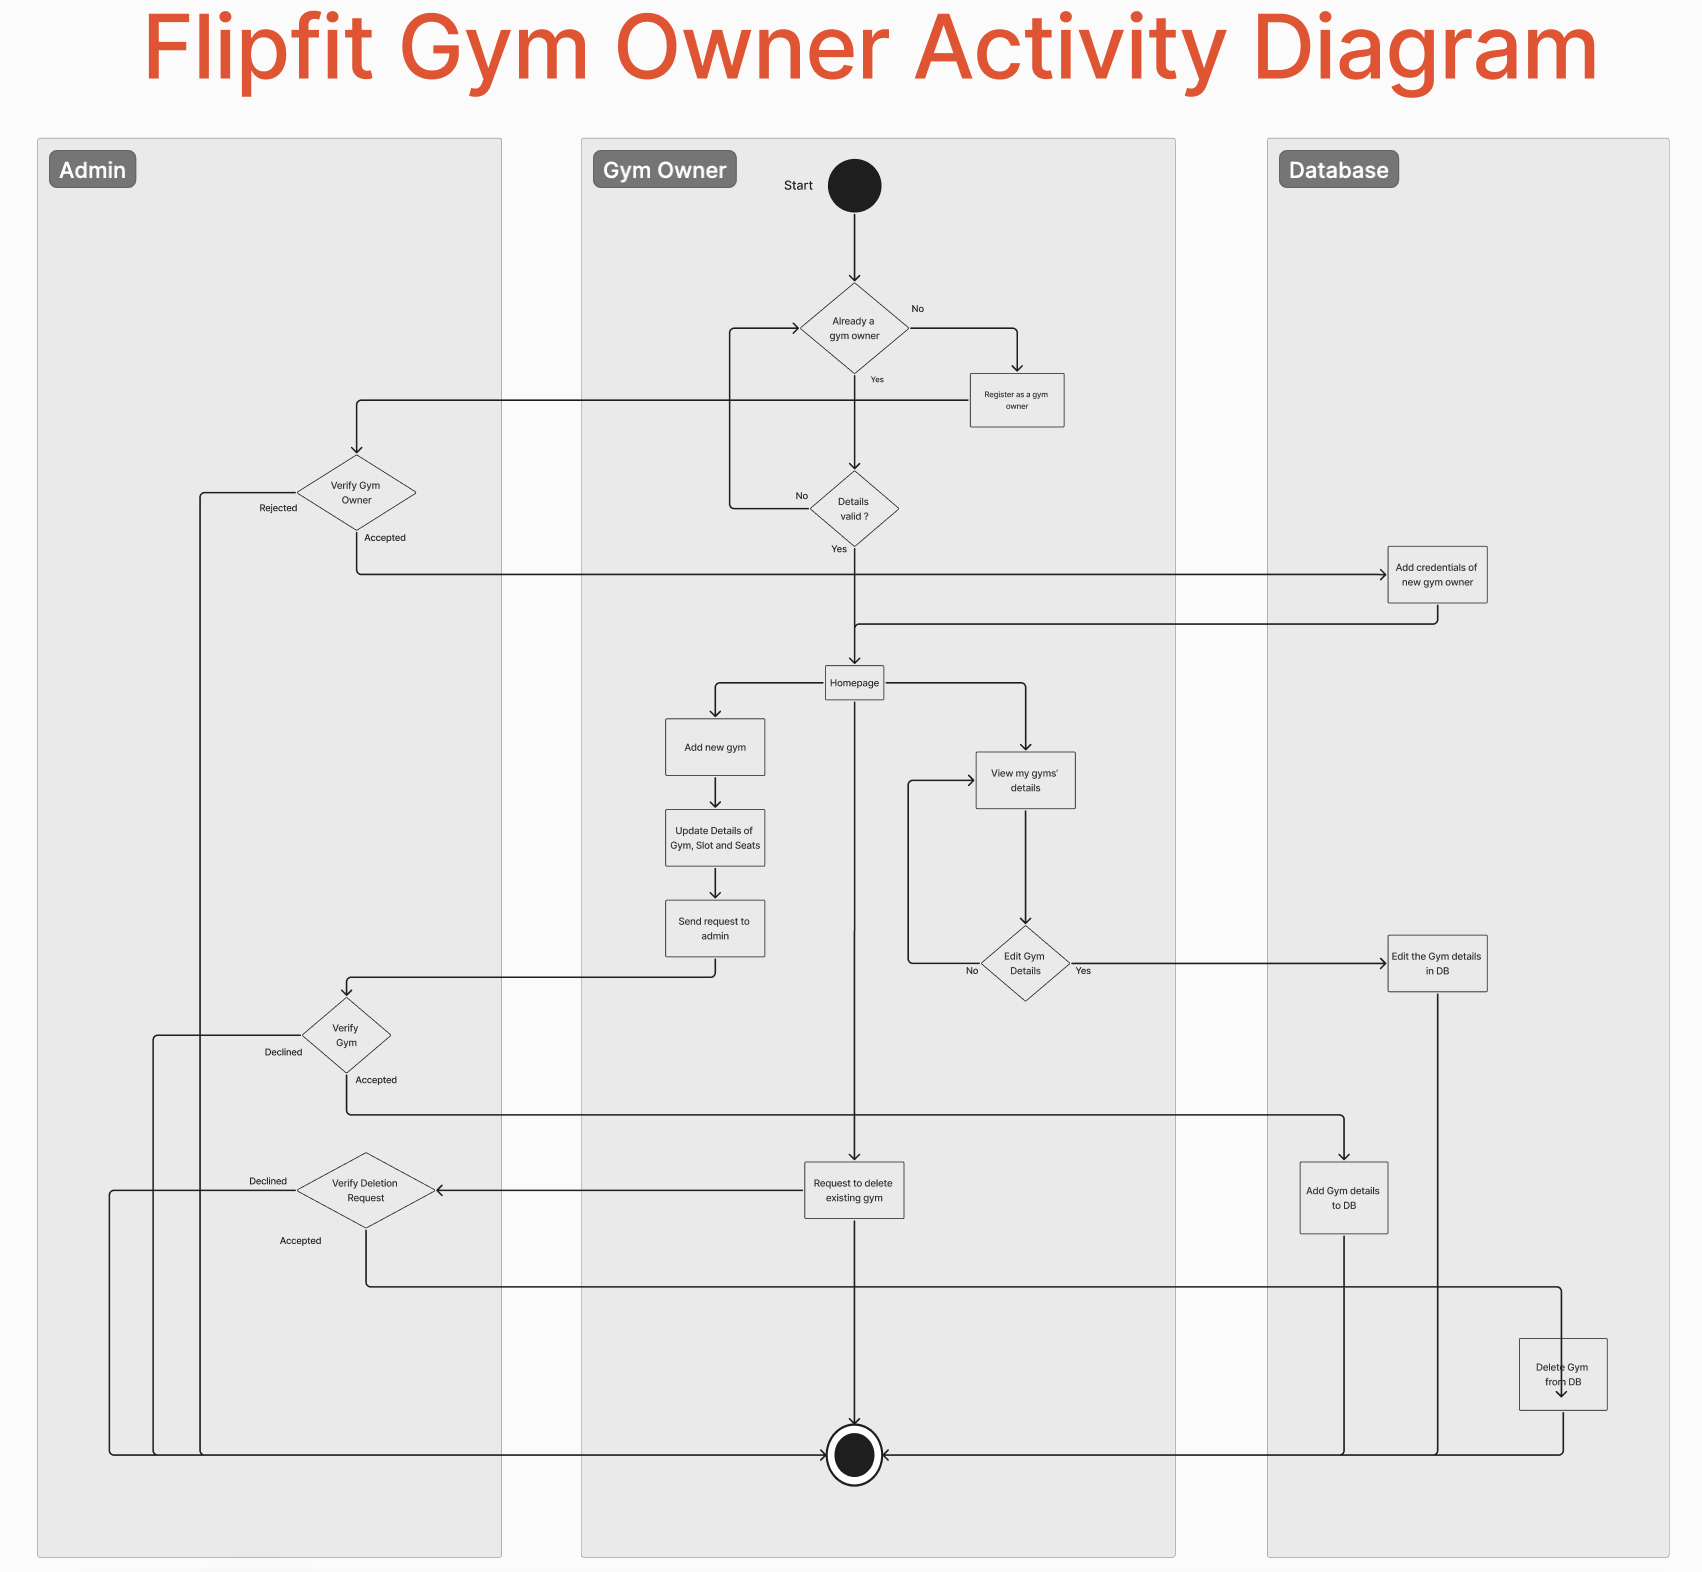 Flipfit Gym Owner Activity Diagram
Admin
Gym Owner
Database
Start
Already a
gym owner
No
Yes
Register as a gym
owner
Verify Gym
Owner
Rejected
Accepted
No
Details
valid ?
Yes
Add credentials of
new gym owner
Homepage
Add new gym
View my gyms'
details
Update Details of
Gym, Slot and Seats
Send request to
admin
Edit Gym
Details
No
Yes
Edit the Gym details
in DB
Verify
Gym
Declined
Accepted
Declined
Verify Deletion
Request
Accepted
Request to delete
existing gym
Add Gym details
to DB
Delete Gym
from DB